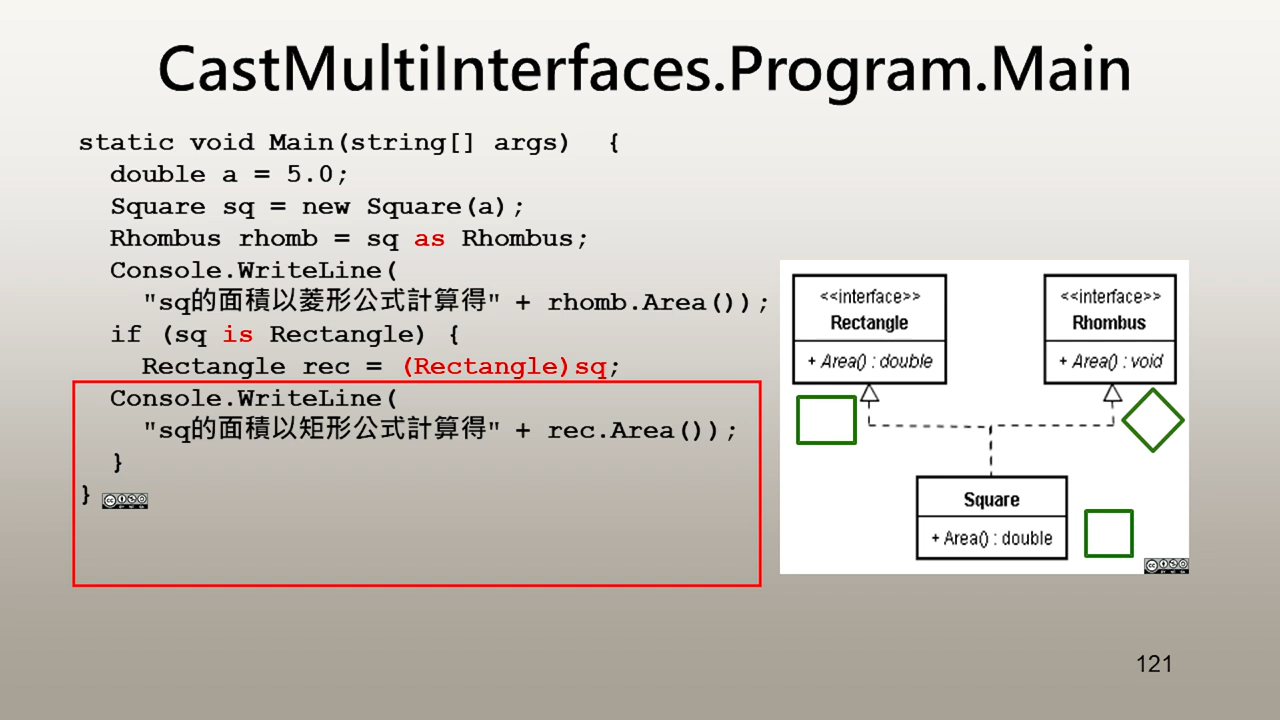 CastMultiInterfaces.Program.Main
static void Main(string[] args)  {
double a = 5.0;
Square sq = new Square(a);
Rhombus rhomb = sq as Rhombus;
Console.WriteLine(
"sq的面積以菱形公式計算得" + rhomb.Area());
if (sq is Rectangle) {
Rectangle rec = (Rectangle)sq;
Console.WriteLine(
"sq的面積以矩形公式計算得" + rec.Area());
}
}
<<interface>>
Rectangle
+ Area() : double
<<interface>>
Rhombus
+ Area() : void
Square
+ Area() : double
121